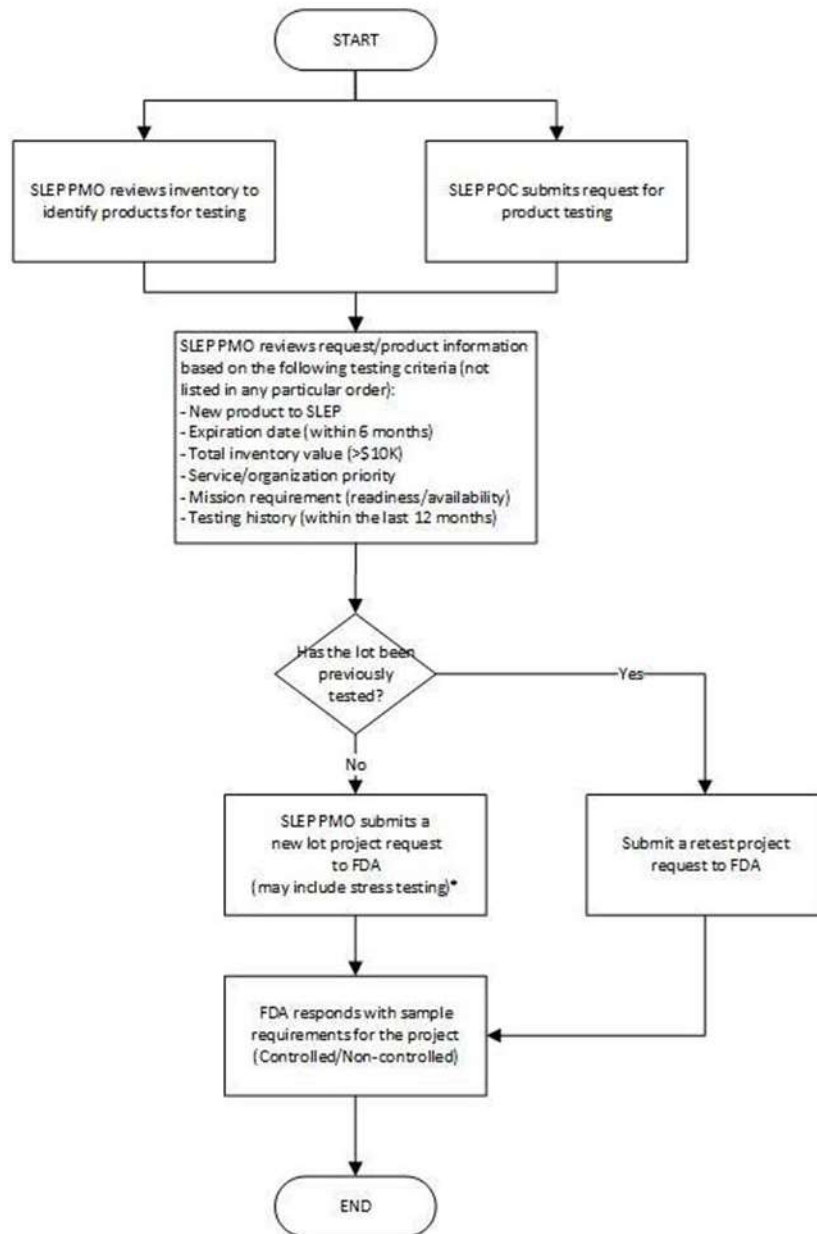 START
SLEP PMO reviews inventory to
identify products for testing
SLEP POC submits request for
product testing
SLEP PMO reviews request/product information
based on the following testing criteria (not
listed in any particular order):
- New product to SLEP
- Expiration date (within 6 months)
- Total inventory value (>$10K)
- Service/organization priority
- Mission requirement (readiness/availability)
- Testing history (within the last 12 months)
Has the lot been
previously
tested?
Yes
No
SLEP PMO submits a
new lot project request
to FDA
(may include stress testing)*
Submit a retest project
request to FDA
FDA responds with sample
requirements for the project
(Controlled/Non-controlled)
END